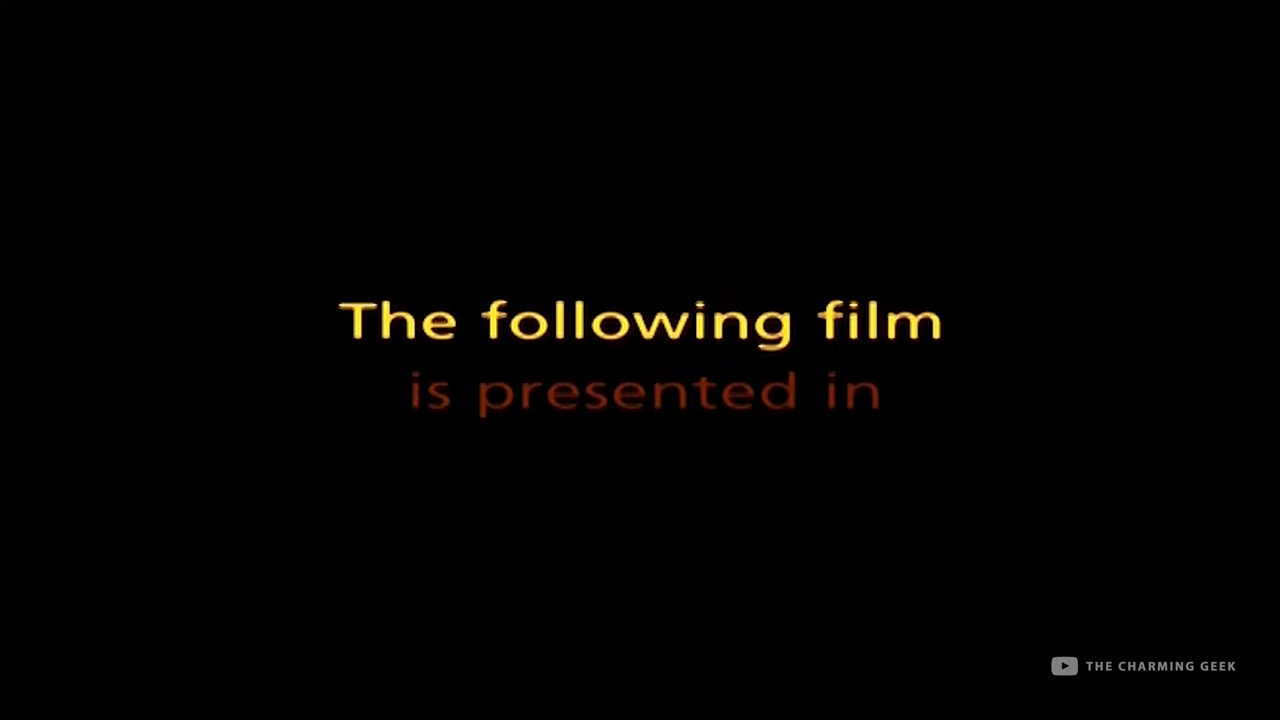 The following film
is presented in
THE CHARMING GEEK